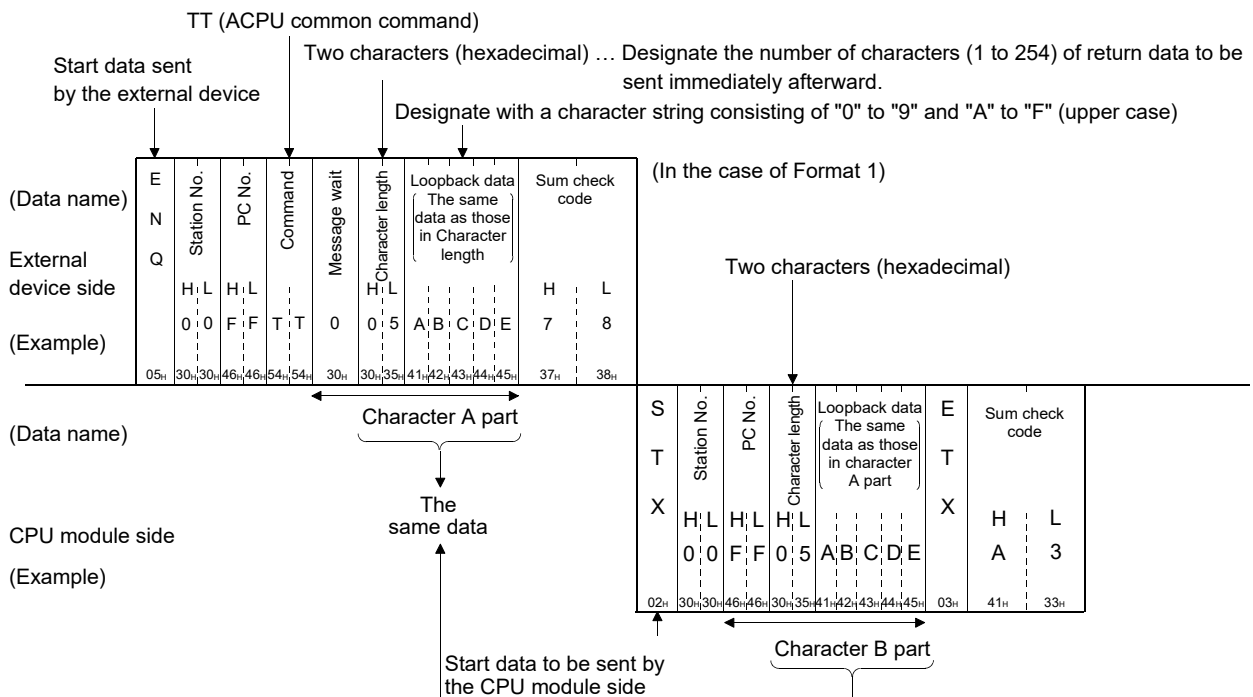 TT (ACPU common command)
Two characters (hexadecimal) … Designate the number of characters (1 to 254) of return data to be
sent immediately afterward.
Start data sent
by the external device
Designate with a character string consisting of "0" to "9" and "A" to "F" (upper case)
(In the case of Format 1)
(Data name)
E
N
Q
Station No.
PC No.
Command
Message wait
Character length
Loopback data
The same
data as those
in Character
length
Sum check
code
External
device side
H L H L H L H L
(Example)
0 0 F F T T 0 0 5 A B C D E 7 8
05H 30H 30H 46H 46H 54H 54H 30H 30H 35H 41H 42H 43H 44H 45H 37H 38H
Two characters (hexadecimal)
Character A part
The
same data
(Data name)
S
T
X
Station No.
PC No.
Character length
Loopback data
The same
data as those
in character
A part
E
T
X
Sum check
code
CPU module side
H L H L H L H L
(Example)
0 0 F F 0 5 A B C D E A 3
02H 30H 30H 46H 46H 30H 35H 41H 42H 43H 44H 45H 03H 41H 33H
Start data to be sent by
the CPU module side
Character B part